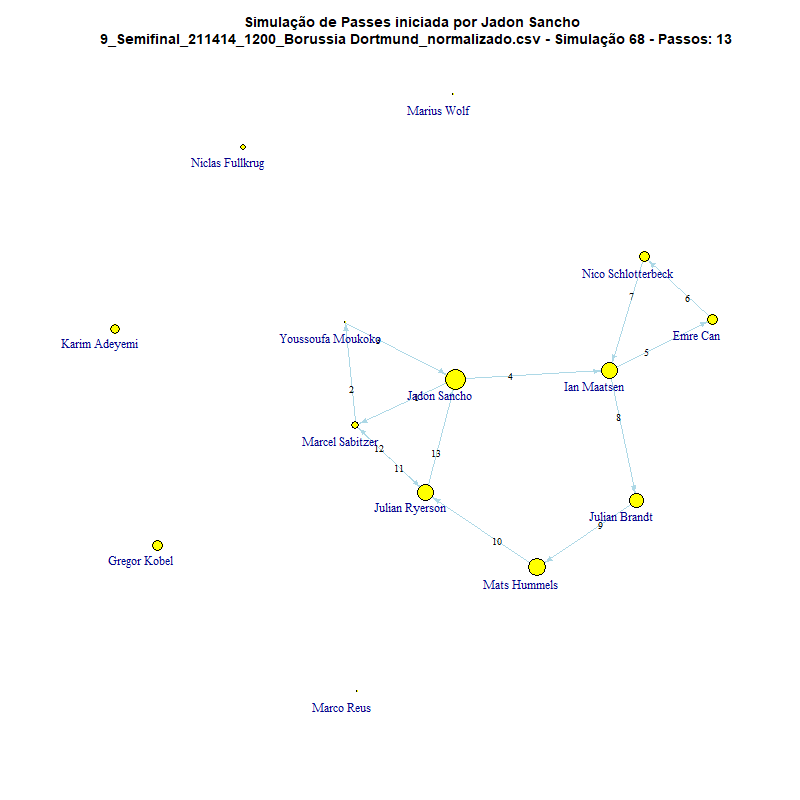 Simulação de Passes iniciada por Jadon Sancho
9_Semifinal_211414_1200_Borussia Dortmund_normalizado.csv - Simulação 68 - Passos: 13
Marius Wolf
Niclas Fullkrug
Nico Schlotterbeck
7
6
Emre Can
Karim Adeyemi
Youssoufa Moukoko
3
5
4
Ian Maatsen
2
Jadon Sancho
1
8
Marcel Sabitzer
12
13
11
Julian Ryerson
Julian Brandt
9
10
Gregor Kobel
Mats Hummels
Marco Reus